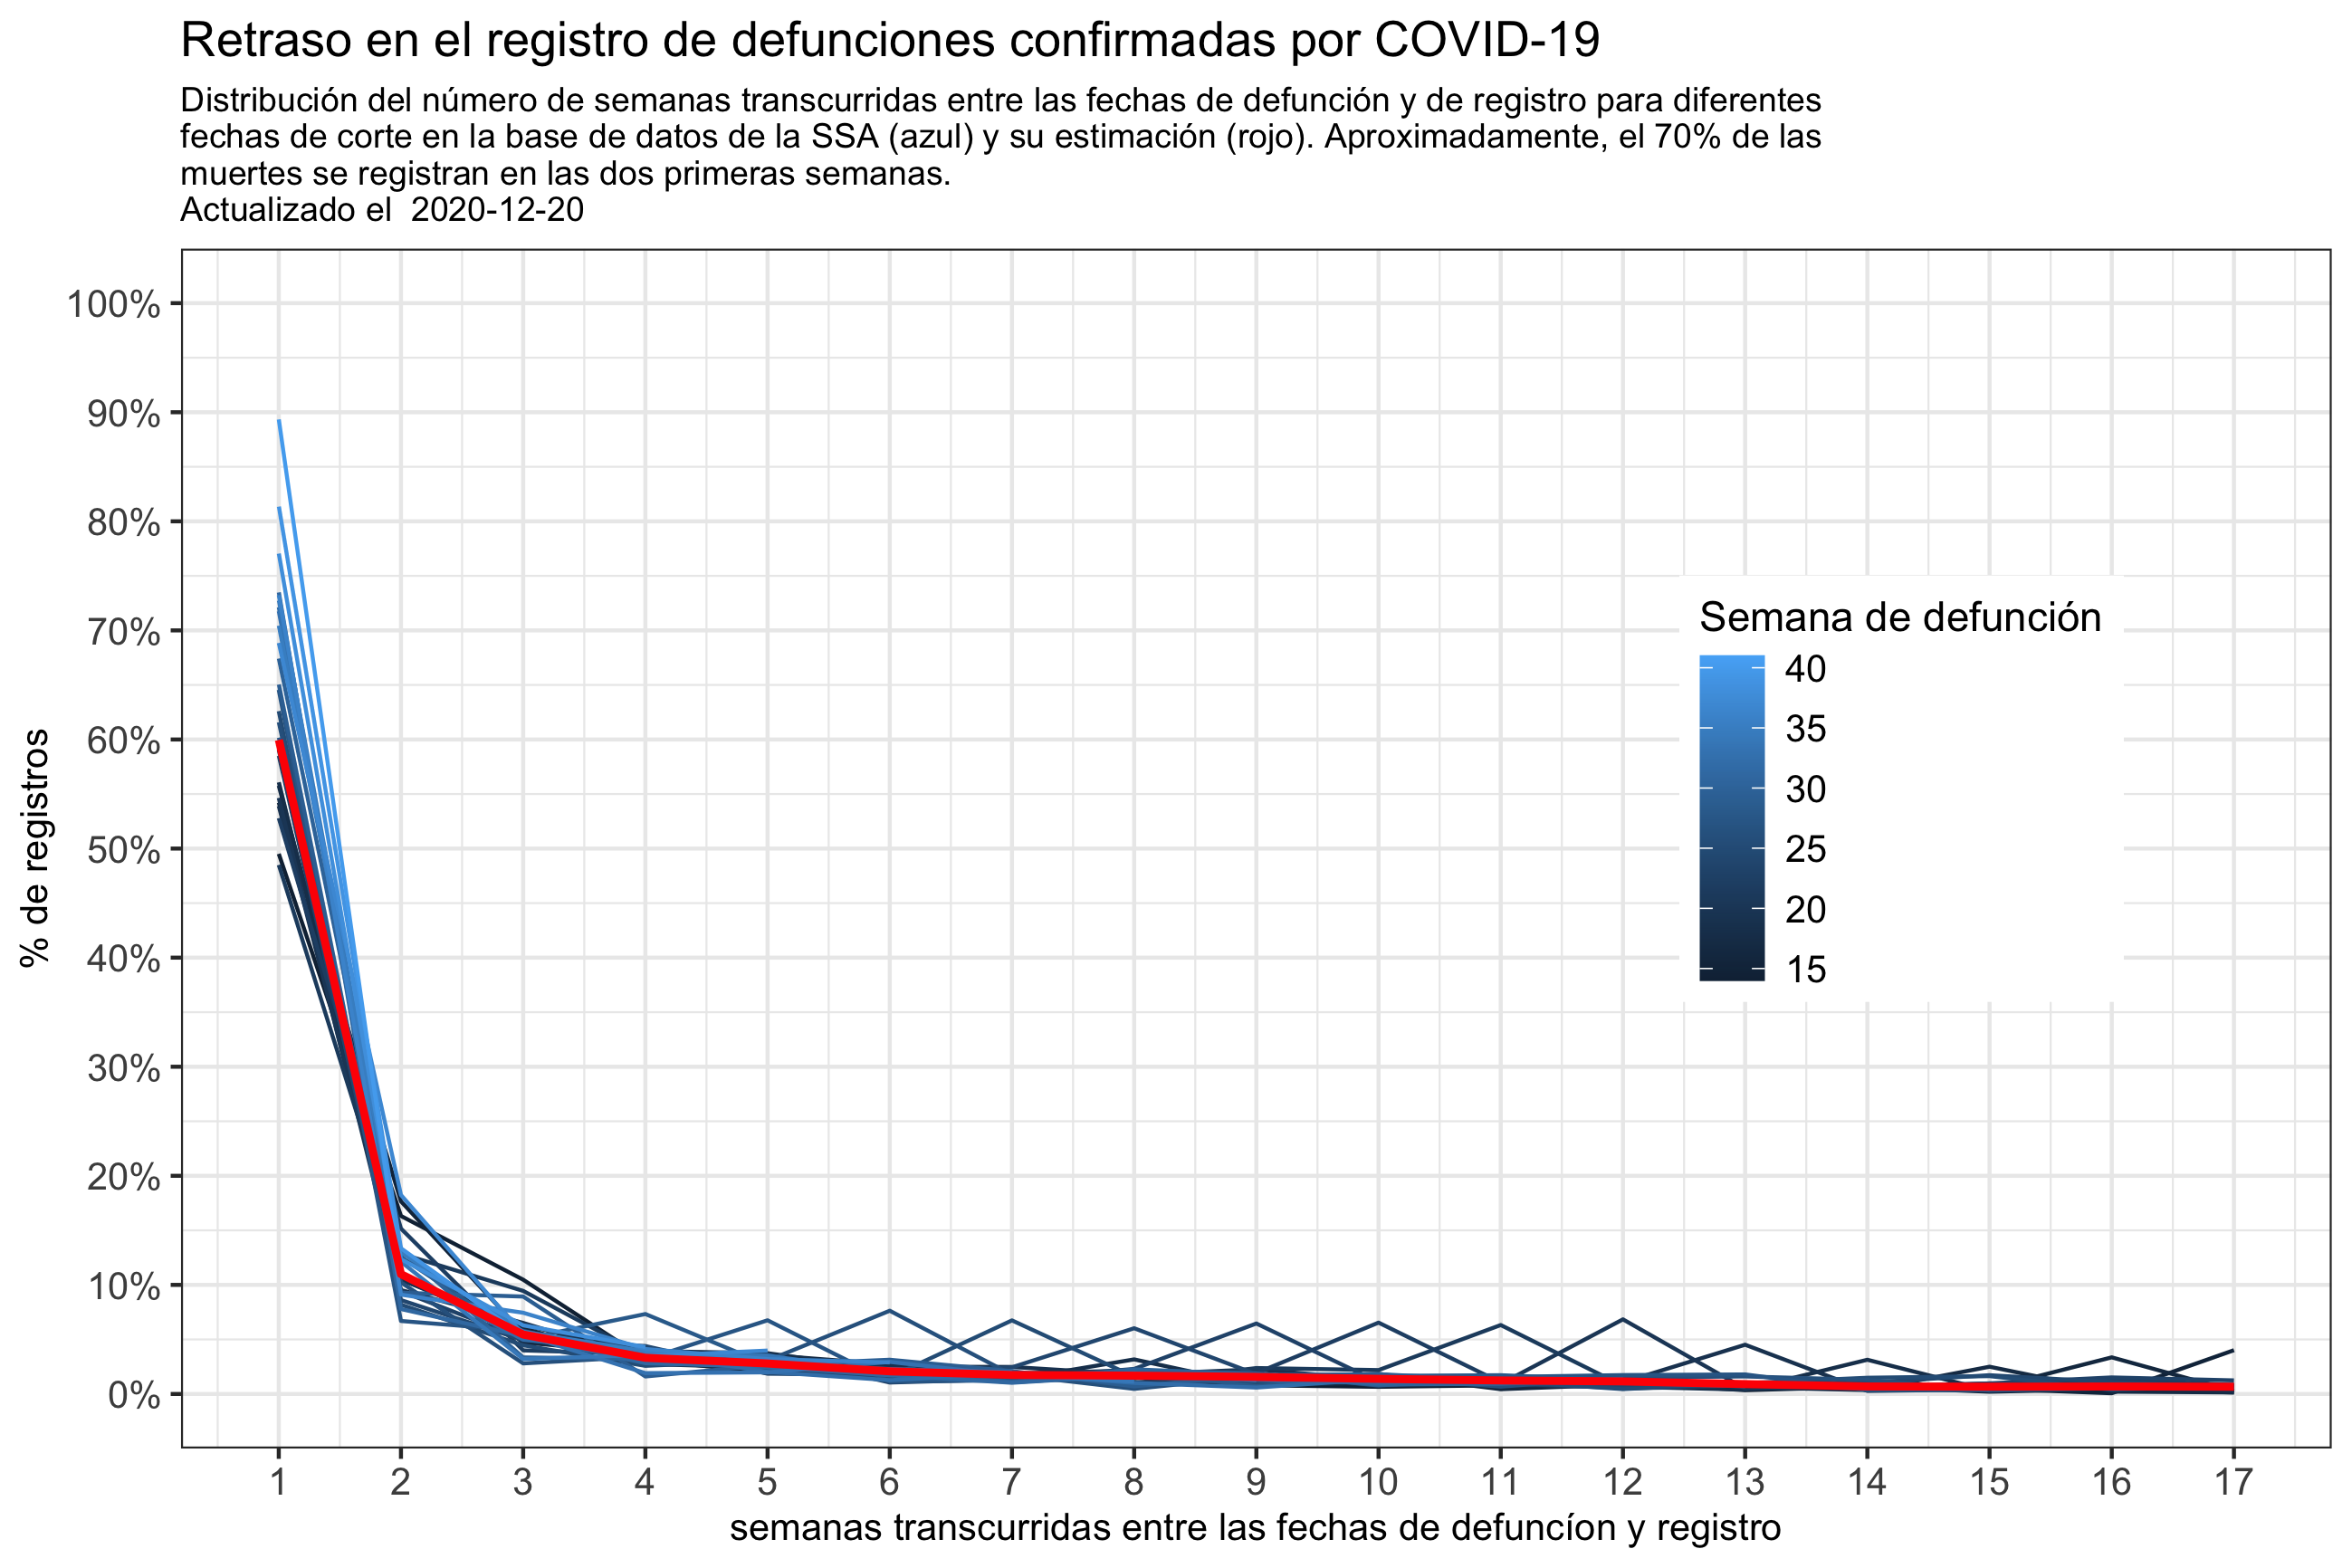 Retraso en el registro de defunciones confirmadas por COVID-19
Distribución del número de semanas transcurridas entre las fechas de defunción y de registro para diferentes
fechas de corte en la base de datos de la SSA (azul) y su estimación (rojo). Aproximadamente, el 70% de las
muertes se registran en las dos primeras semanas.
Actualizado el  2020-12-20
100%
90%
80%
70%
60%
50%
40%
30%
20%
10%
0%
% de registros
Semana de defunción
40
35
30
25
20
15
1 2 3 4 5 6 7 8 9 10 11 12 13 14 15 16 17
semanas transcurridas entre las fechas de defuncíon y registro